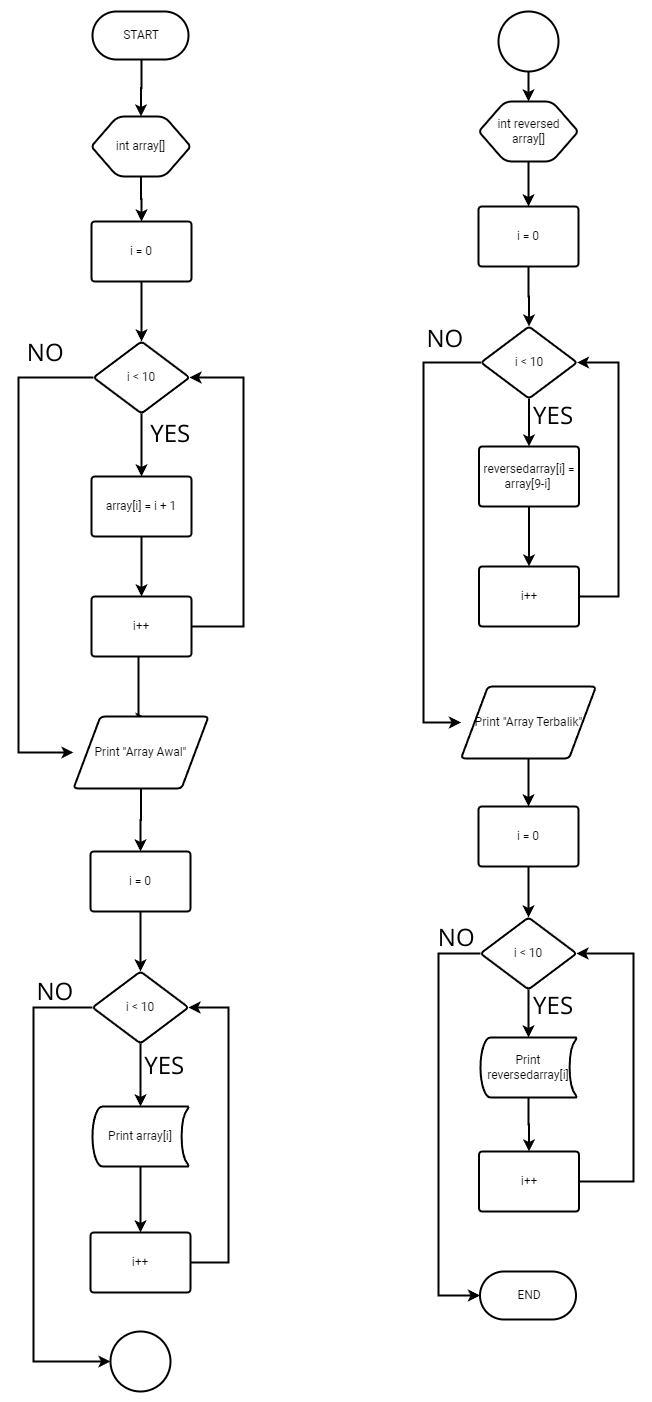 START
int array[]
i = 0
NO
i < 10
YES
array[i] = i + 1
i++
Print "Array Awal"
i = 0
NO
i < 10
YES
Print array[i]
i++
int reversed
array[]
i = 0
NO
i < 10
YES
reversedarray[i] =
array[9-i]
i++
Print "Array Terbalik"
i = 0
NO
i < 10
YES
Print
reversedarray[i]
i++
END